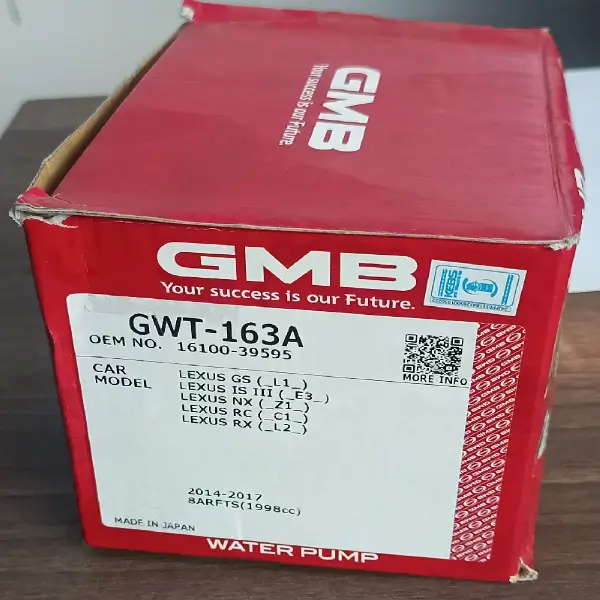 GMB
Your success is our Future.
GMB
Your success is our Future.
KEBS
GWT-163A
OEM NO. 16100-39595
MORE INFO
CAR
MODEL
LEXUS GS (_L1_)
LEXUS IS III (_E3_)
LEXUS NX (_Z1_)
LEXUS RC (_C1_)
LEXUS RX (_L2_)
2014-2017
8ARFTS(1998cc)
MADE IN JAPAN
WATER PUMP